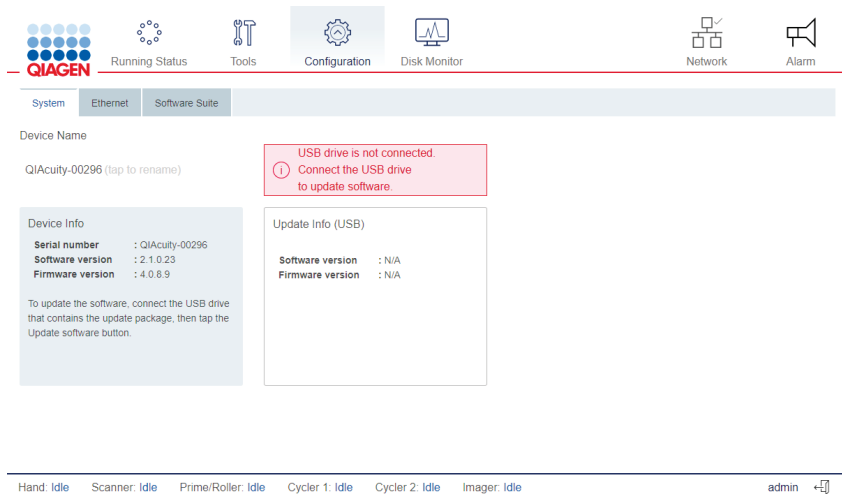 QIAGEN
Running Status Tools Configuration Disk Monitor Network Alarm
System Ethernet Software Suite
Device Name
QIAcuity-00296 (tap to rename)
USB drive is not connected.
Connect the USB drive
to update software.
Device Info
Serial number : QIAcuity-00296
Software version : 2.1.0.23
Firmware version : 4.0.8.9
To update the software, connect the USB drive
that contains the update package, then tap the
Update software button.
Update Info (USB)
Software version : N/A
Firmware version : N/A
Hand: Idle Scanner: Idle Prime/Roller: Idle Cycler 1: Idle Cycler 2: Idle Imager: Idle admin